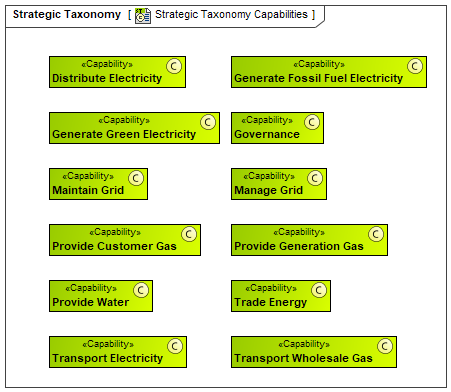 Strategic Taxonomy [ Strategic Taxonomy Capabilities ]
«Capability» C
Distribute Electricity
«Capability» C
Generate Fossil Fuel Electricity
«Capability» C
Generate Green Electricity
«Capability» C
Governance
«Capability» C
Maintain Grid
«Capability» C
Manage Grid
«Capability» C
Provide Customer Gas
«Capability» C
Provide Generation Gas
«Capability» C
Provide Water
«Capability» C
Trade Energy
«Capability» C
Transport Electricity
«Capability» C
Transport Wholesale Gas